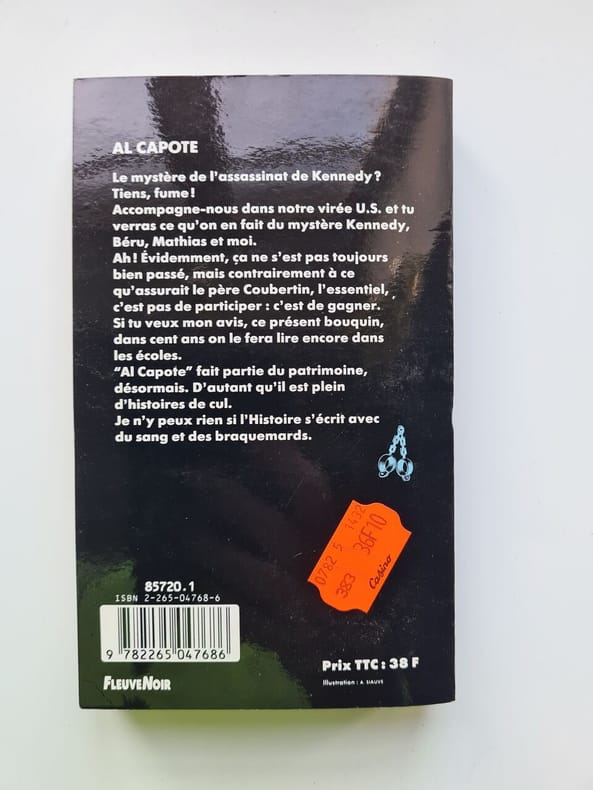 AL CAPOTE
Le mystère de l'assassinat de Kennedy?
Tiens, fume!
Accompagne-nous dans notre virée U.S. et tu
verras ce qu'on en fait du mystère Kennedy,
Béru, Mathias et moi.
Ah! Évidemment, ça ne s'est pas toujours
bien passé, mais contrairement à ce
qu'assurait le père Coubertin, l'essentiel,
c'est pas de participer : c'est de gagner.
Si tu veux mon avis, ce présent bouquin,
dans cent ans on le fera lire encore dans
les écoles.
"Al Capote" fait partie du patrimoine,
désormais. D'autant qu'il est plein
d'histoires de cul.
Je n'y peux rien si l'Histoire s'écrit avec
du sang et des braquemards.
0782 5 1432
383 36F10
Casino
85720.1
ISBN 2-265-04768-6
9 782265 047686
FLEUVE NOIR
Prix TTC : 38 F
Illustration : A. SIAUVE